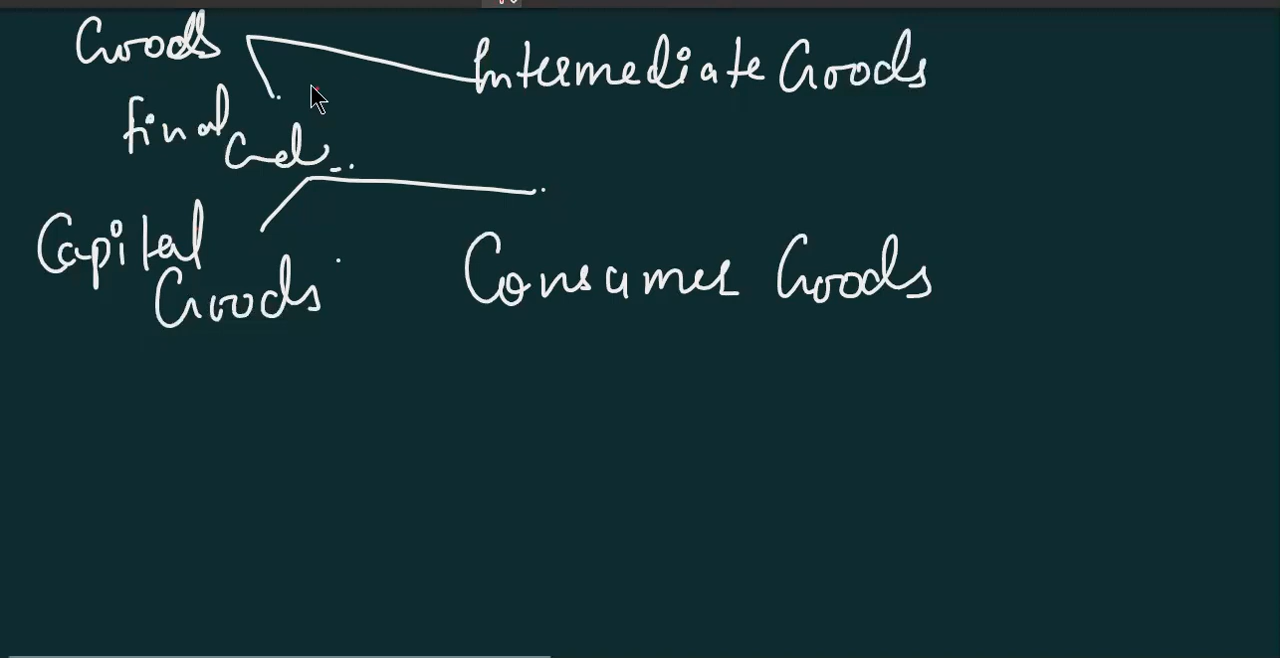 Goods
Intermediate Goods
final
Capital
Goods
Consumer Goods